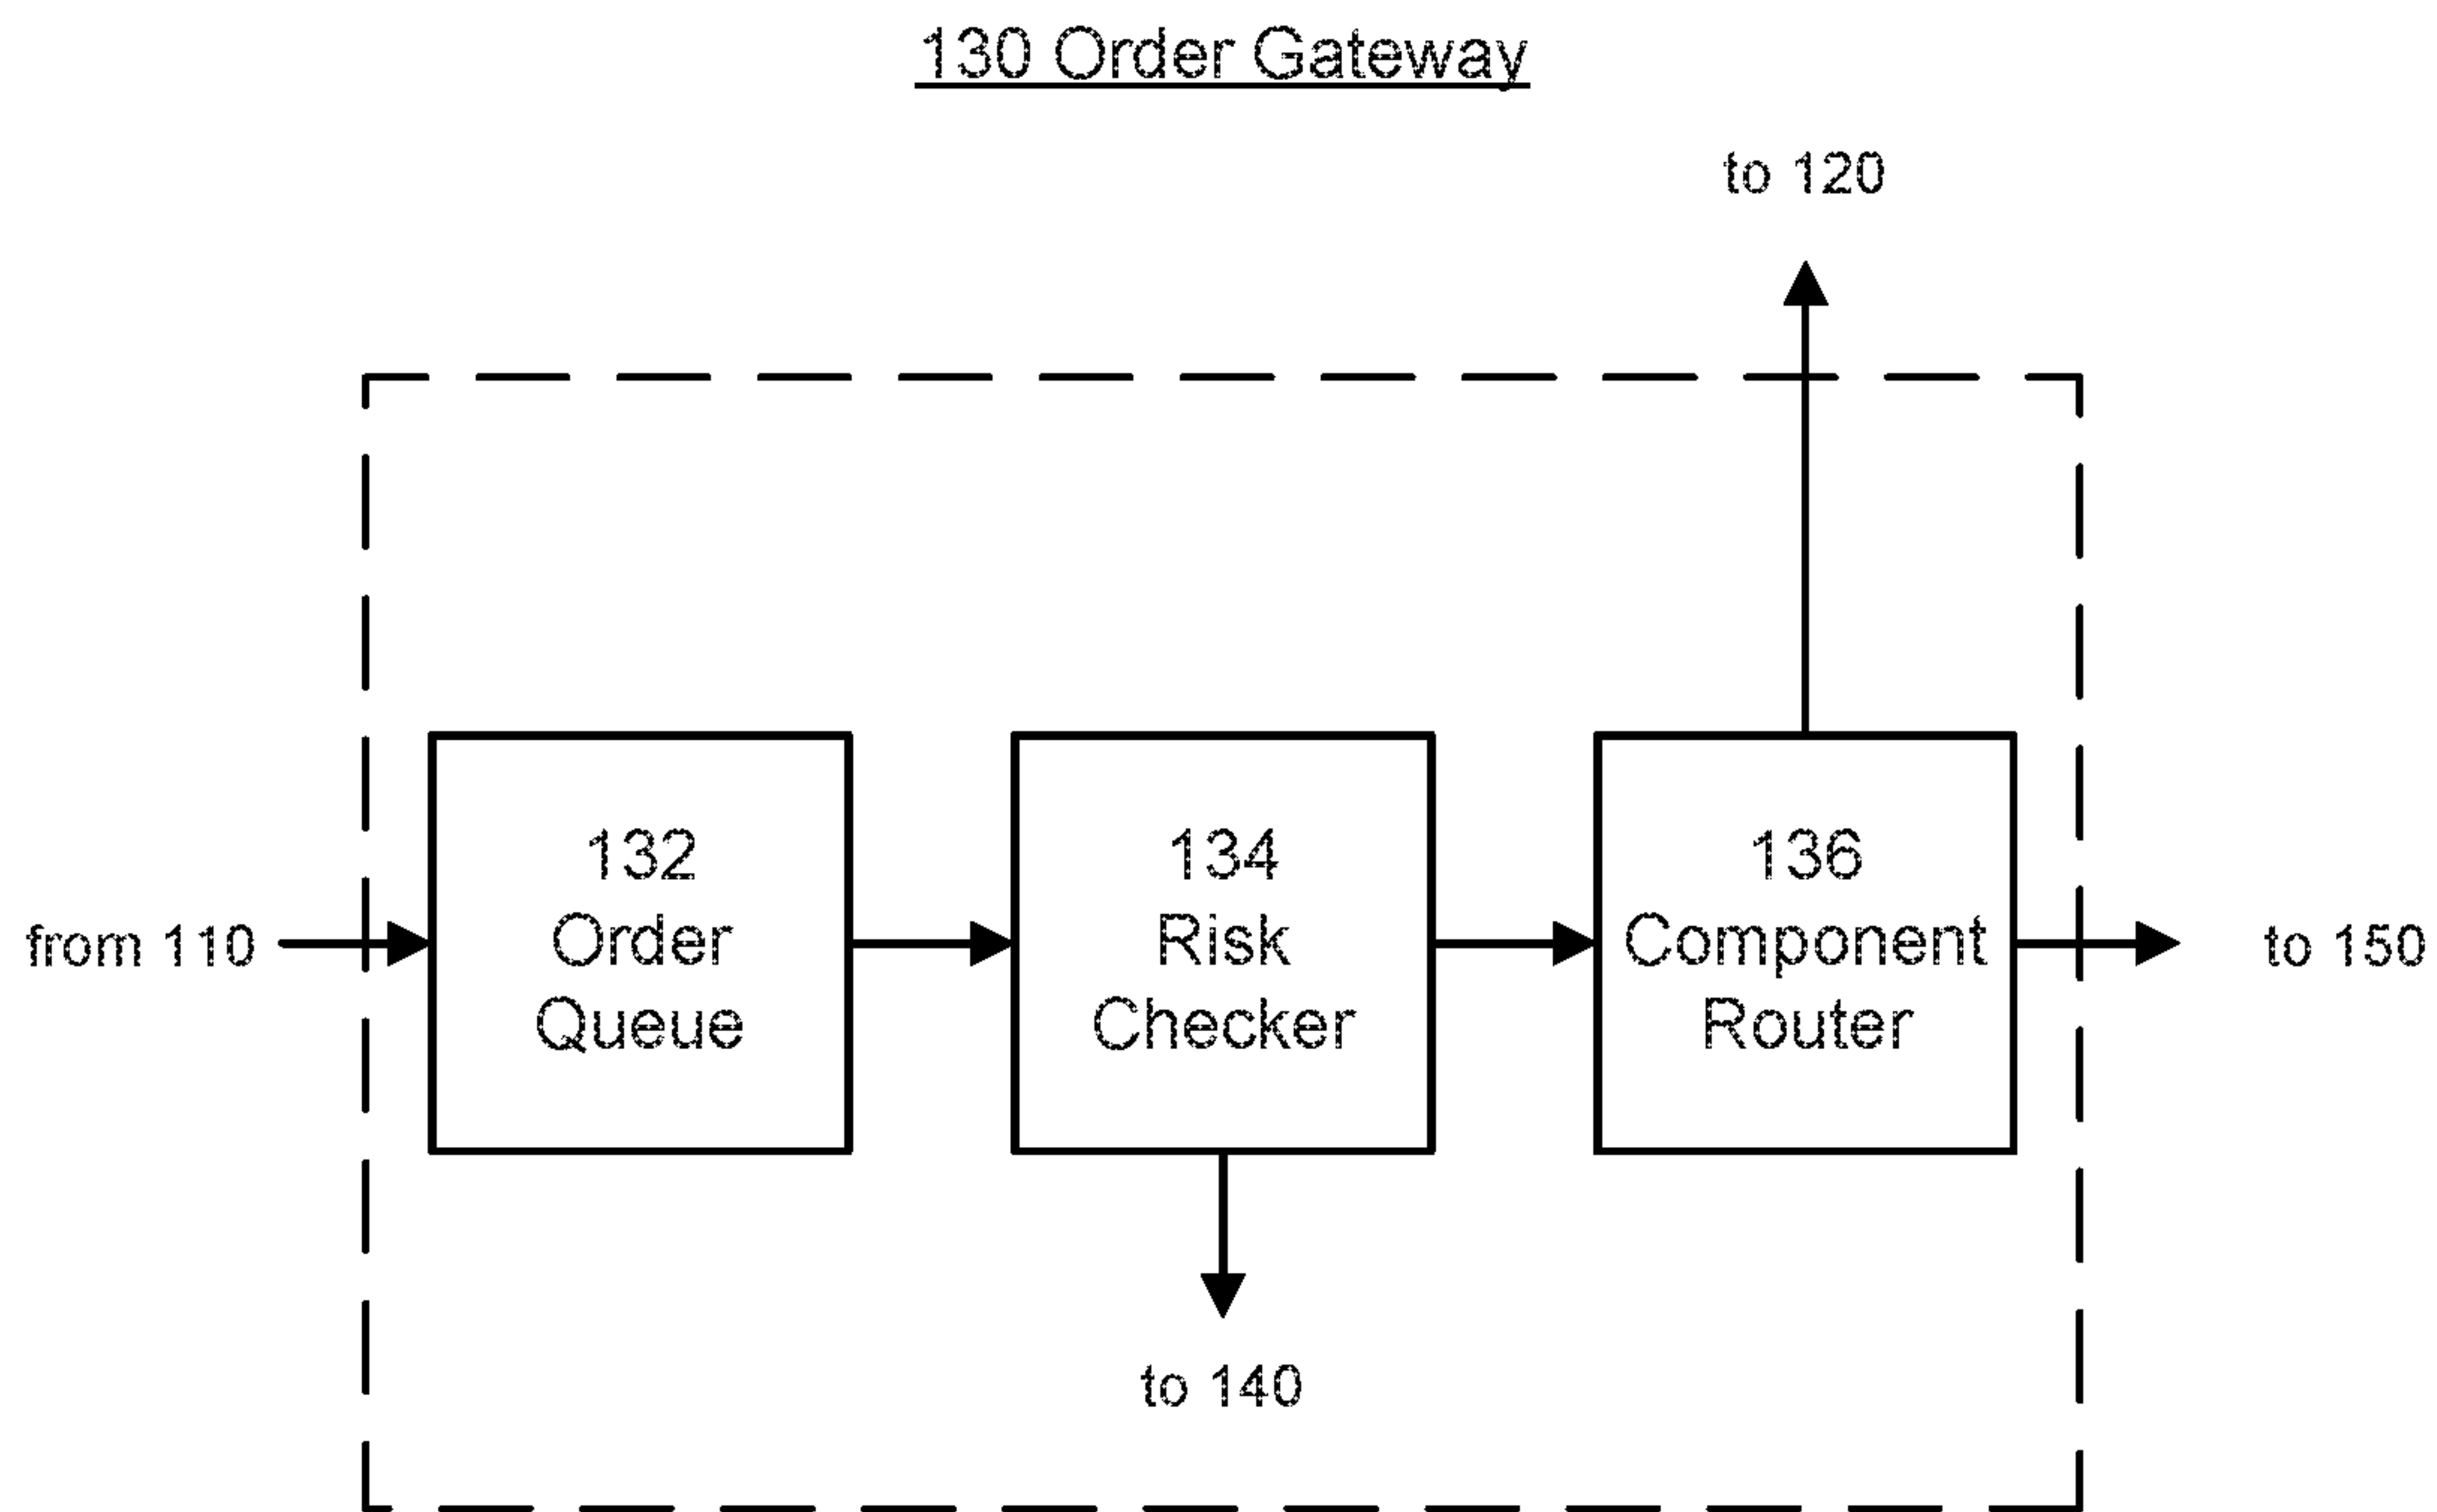 130 Order Gateway
to 120
from 110
132
Order
Queue
134
Risk
Checker
136
Component
Router
to 150
to 140